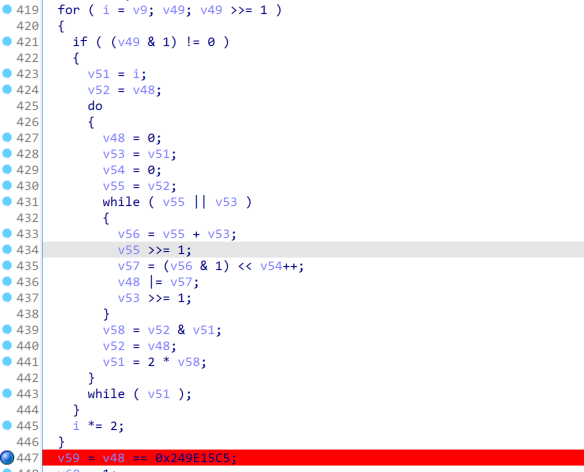 419 for ( i = v9; v49; v49 >>= 1 )
420 {
421 if ( (v49 & 1) != 0 )
422 {
423 v51 = i;
424 v52 = v48;
425 do
426 {
427 v48 = 0;
428 v53 = v51;
429 v54 = 0;
430 v55 = v52;
431 while ( v55 || v53 )
432 {
433 v56 = v55 + v53;
434 v55 >>= 1;
435 v57 = (v56 & 1) << v54++;
436 v48 |= v57;
437 v53 >>= 1;
438 }
439 v58 = v52 & v51;
440 v52 = v48;
441 v51 = 2 * v58;
442 }
443 while ( v51 );
444 }
445 i *= 2;
446 }
447 v59 = v48 == 0x249E15C5;